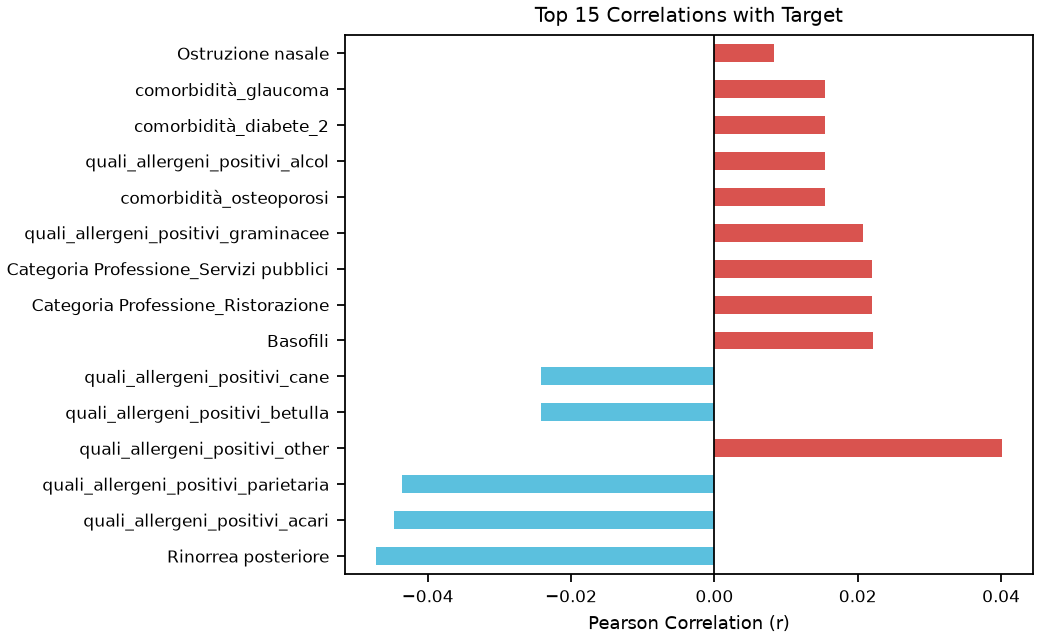 Top 15 Correlations with Target
Ostruzione nasale
comorbidità_glaucoma
comorbidità_diabete_2
quali_allergeni_positivi_alcol
comorbidità_osteoporosi
quali_allergeni_positivi_graminacee
Categoria Professione_Servizi pubblici
Categoria Professione_Ristorazione
Basofili
quali_allergeni_positivi_cane
quali_allergeni_positivi_betulla
quali_allergeni_positivi_other
quali_allergeni_positivi_parietaria
quali_allergeni_positivi_acari
Rinorrea posteriore
−0.04 −0.02 0.00 0.02 0.04
Pearson Correlation (r)